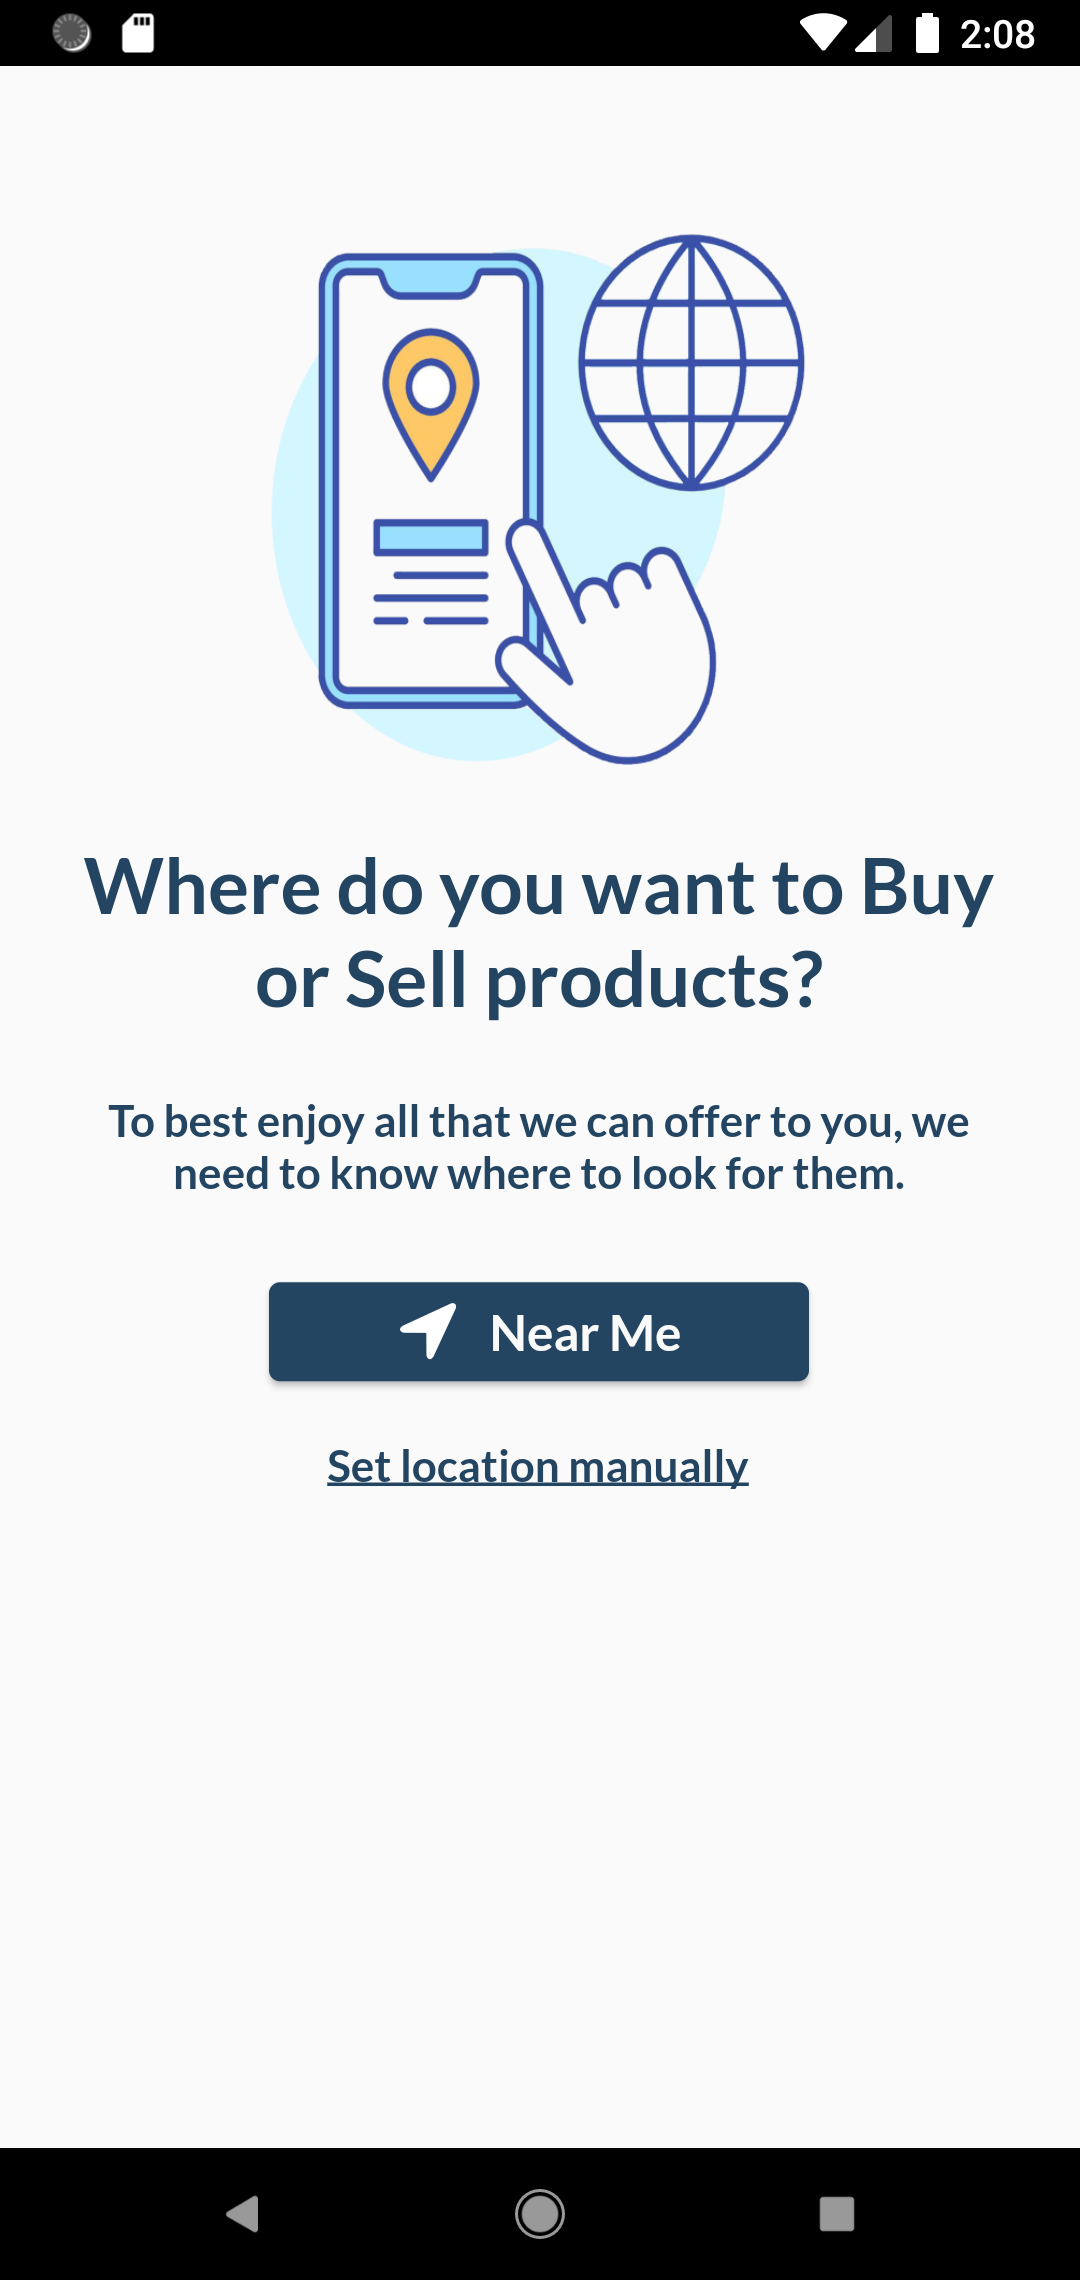 2:08
Where do you want to Buy
or Sell products?
To best enjoy all that we can offer to you, we
need to know where to look for them.
Near Me
Set location manually